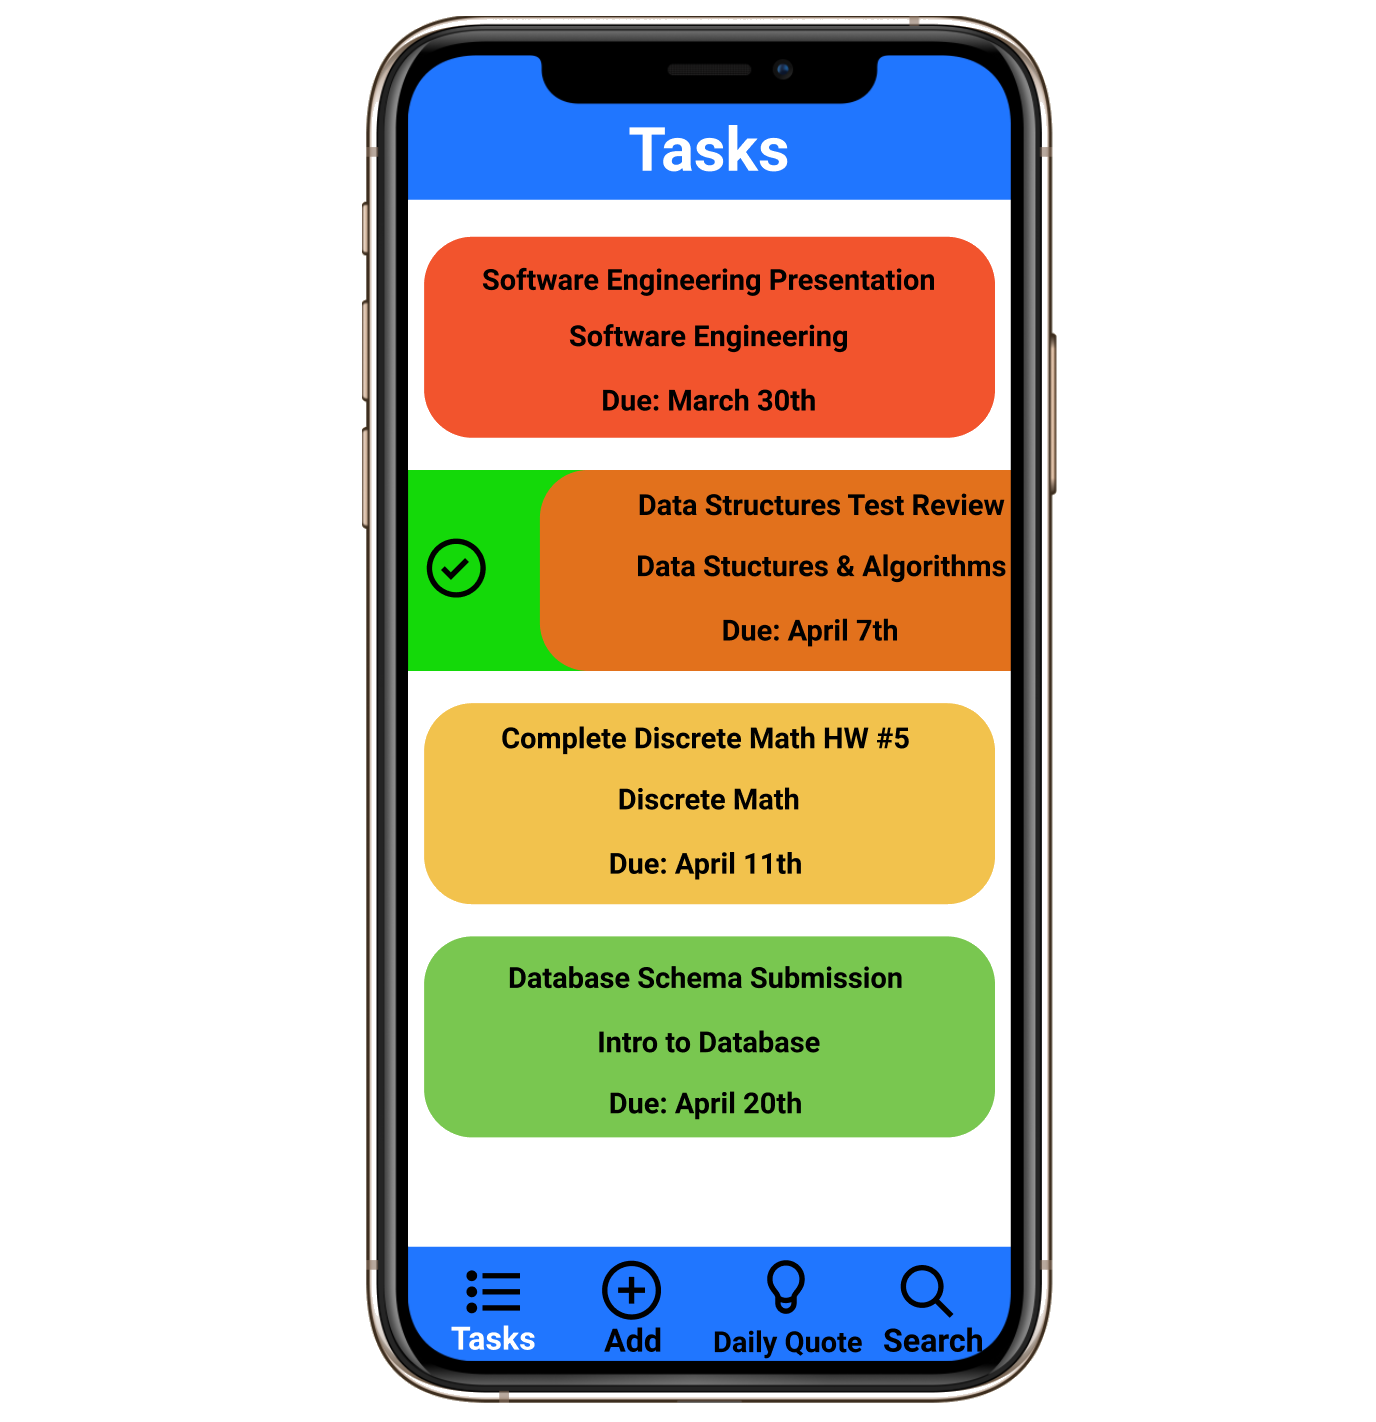 Tasks
Software Engineering Presentation
Software Engineering
Due: March 30th
Data Structures Test Review
Data Stuctures & Algorithms
Due: April 7th
Complete Discrete Math HW #5
Discrete Math
Due: April 11th
Database Schema Submission
Intro to Database
Due: April 20th
Tasks Add Daily Quote Search